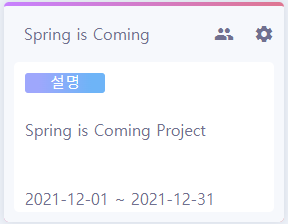 Spring is Coming
설명
Spring is Coming Project
2021-12-01 ~ 2021-12-31